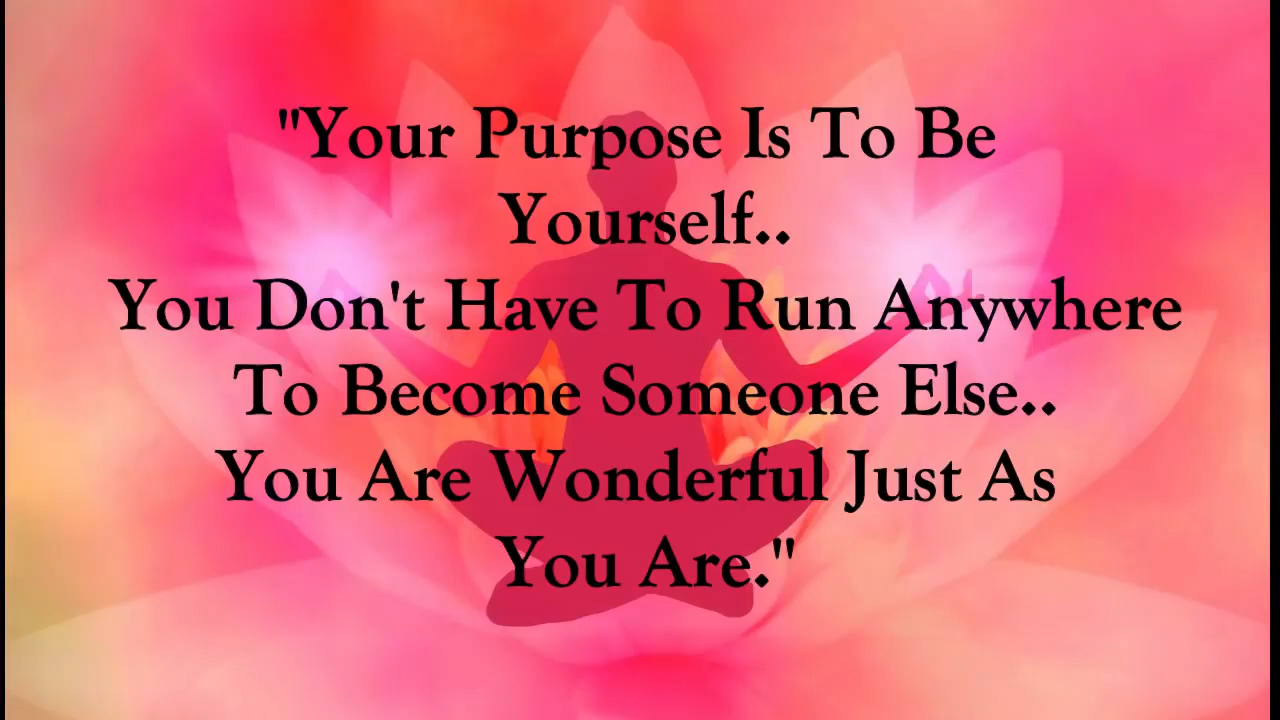 "Your Purpose Is To Be
Yourself..
You Don't Have To Run Anywhere
To Become Someone Else..
You Are Wonderful Just As
You Are."